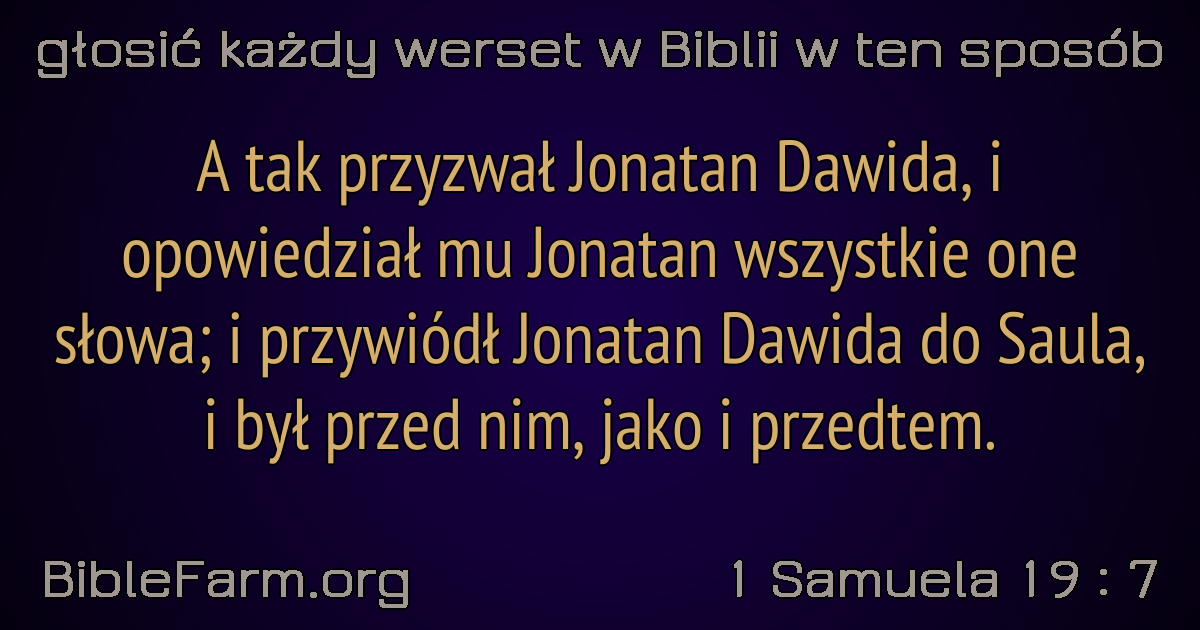 głosić każdy werset w Biblii w ten sposób
A tak przyzwał Jonatan Dawida, i
opowiedział mu Jonatan wszystkie one
słowa; i przywiódł Jonatan Dawida do Saula,
i był przed nim, jako i przedtem.
BibleFarm.org
1 Samuela 19 : 7